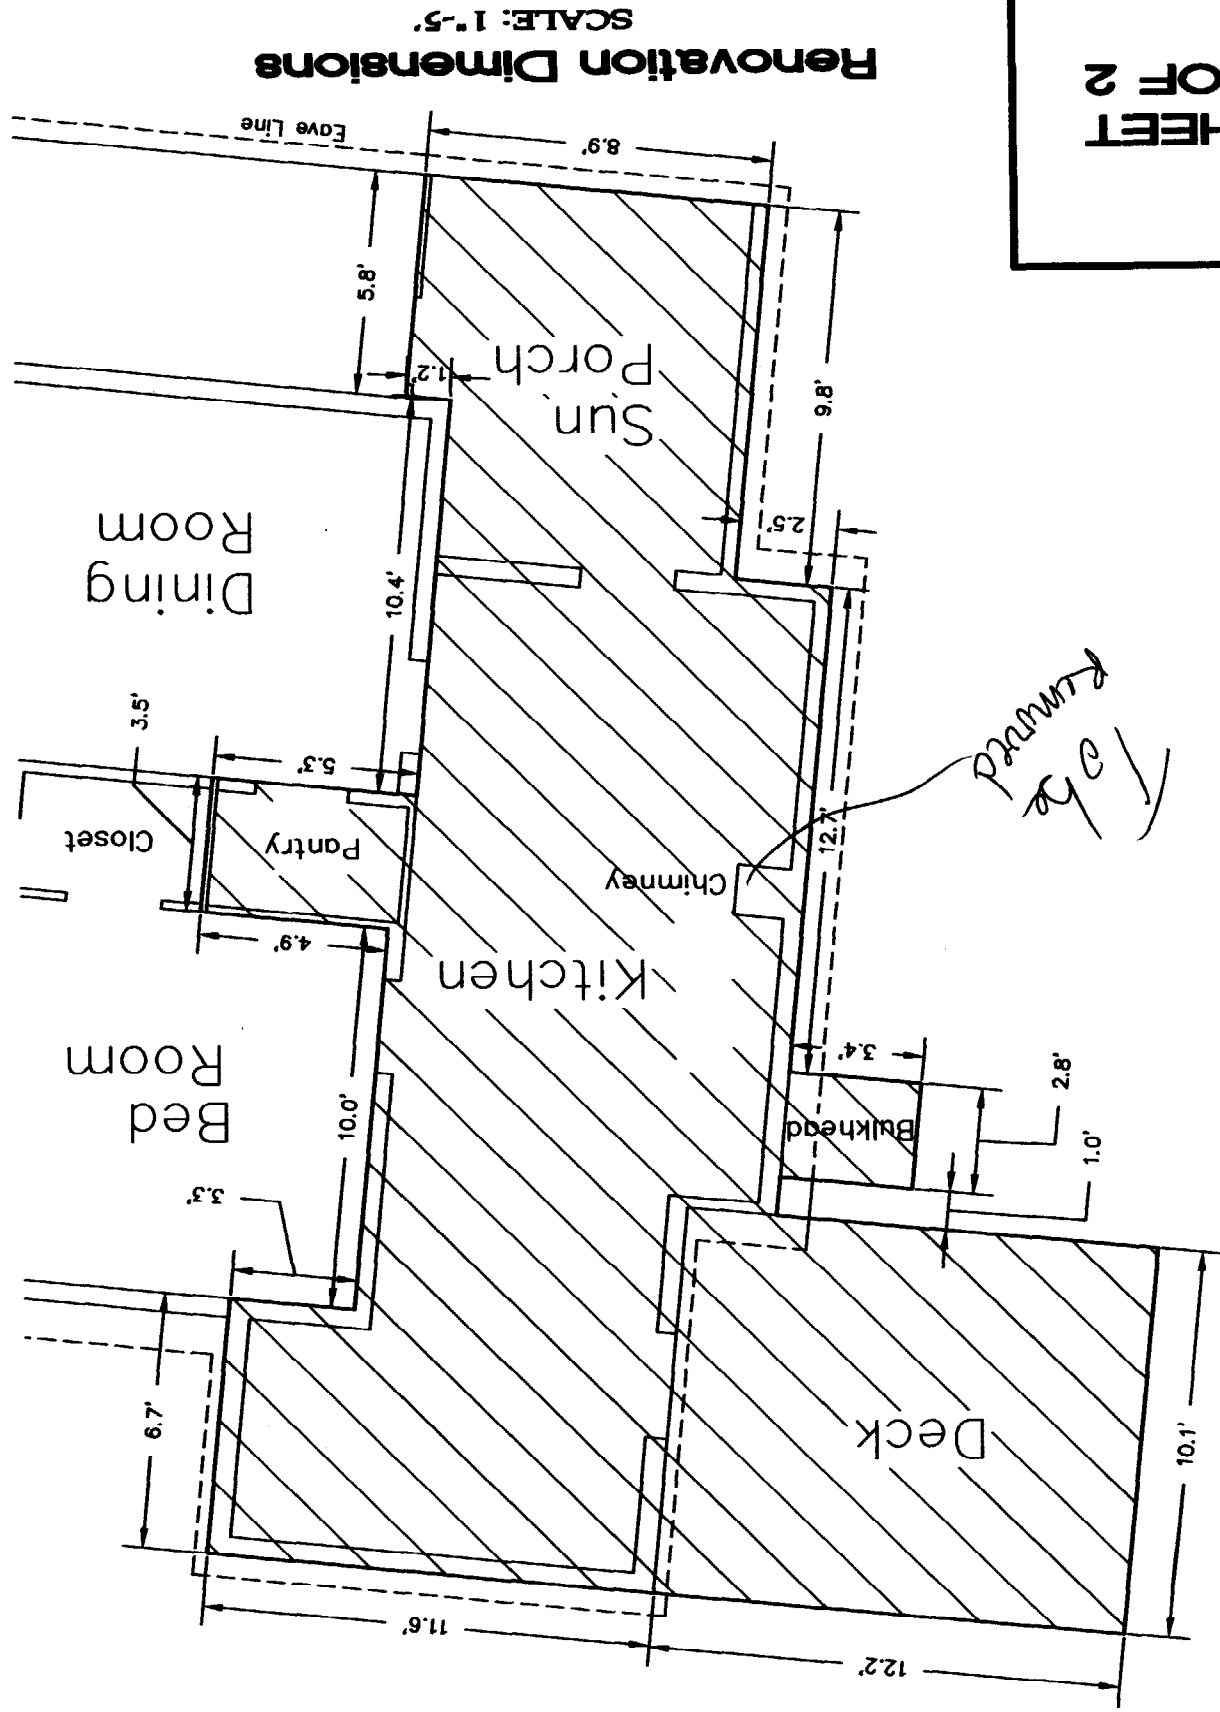 SHEET
OF 2
10.1'
12.2'
11.6'
Deck
6.7'
1.0'
2.8'
3.3'
Bulkhead
10.0'
Bed
Room
3.4'
Kitchen
4.9'
To be
Removed
Chimney
12.7'
Pantry
Closet
5.3'
3.5'
Dining
Room
10.4'
2.5'
Sun
Porch
9.8'
1.2'
5.8'
8.9'
Eave Line
Renovation Dimensions
SCALE: 1"-5'